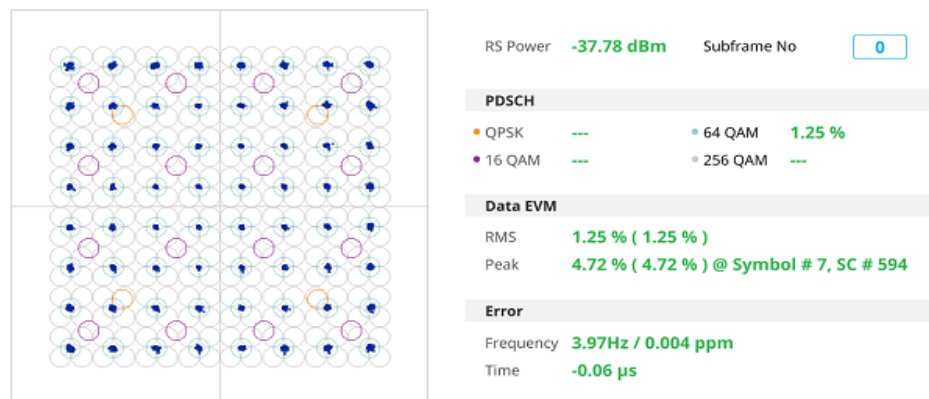 RS Power -37.78 dBm Subframe No 0
PDSCH
QPSK --- 64 QAM 1.25 %
16 QAM --- 256 QAM ---
Data EVM
RMS 1.25 % ( 1.25 % )
Peak 4.72 % ( 4.72 % ) @ Symbol # 7, SC # 594
Error
Frequency 3.97Hz / 0.004 ppm
Time -0.06 µs